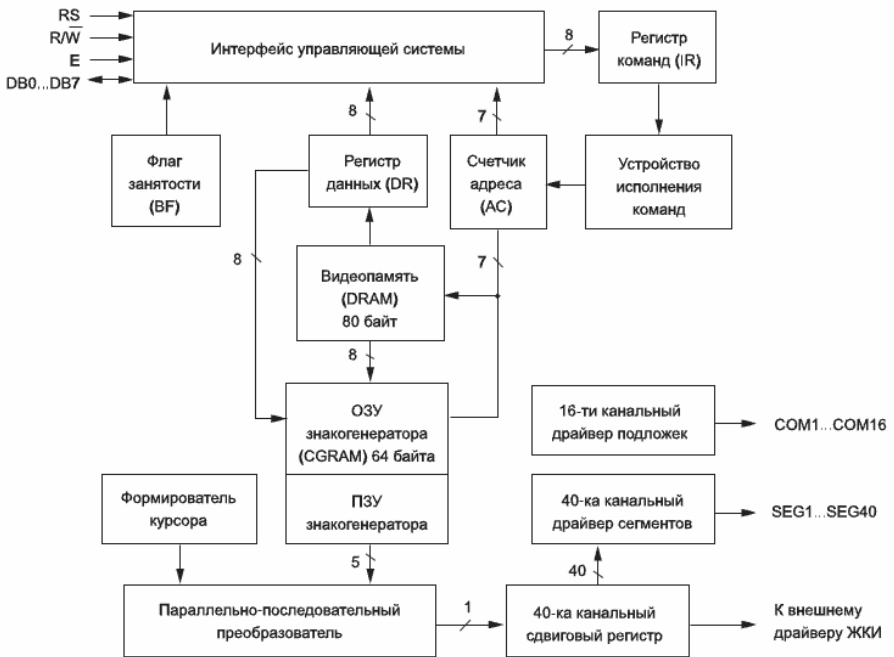 RS
R/W
E
DB0...DB7
Интерфейс управляющей системы
8
Регистр
команд (IR)
8
7
Флаг
занятости
(BF)
Регистр
данных (DR)
Счетчик
адреса
(AC)
Устройство
исполнения
команд
8
7
Видеопамять
(DRAM)
80 байт
8
ОЗУ
знакогенератора
(CGRAM) 64 байта
16-ти канальный
драйвер подложек
COM1...COM16
Формирователь
курсора
ПЗУ
знакогенератора
40-ка канальный
драйвер сегментов
SEG1...SEG40
5
40
Параллельно-последовательный
преобразователь
1
40-ка канальный
сдвиговый регистр
К внешнему
драйверу ЖКИ